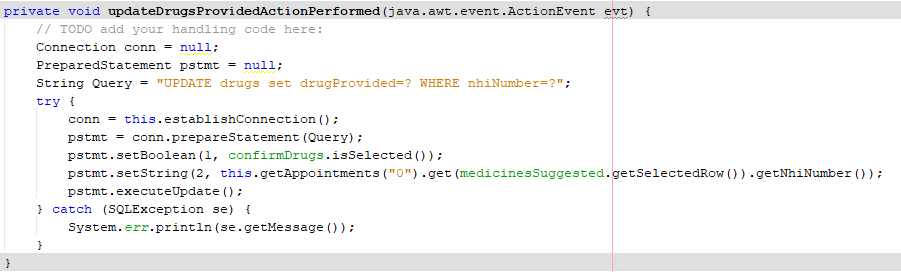 private void updateDrugsProvidedActionPerformed(java.awt.event.ActionEvent evt) {
// TODO add your handling code here:
Connection conn = null;
PreparedStatement pstmt = null;
String Query = "UPDATE drugs set drugProvided=? WHERE nhiNumber=?";
try {
conn = this.establishConnection();
pstmt = conn.prepareStatement(Query);
pstmt.setBoolean(1, confirmDrugs.isSelected());
pstmt.setString(2, this.getAppointments("0").get(medicinesSuggested.getSelectedRow()).getNhiNumber());
pstmt.executeUpdate();
} catch (SQLException se) {
System.err.println(se.getMessage());
}
}